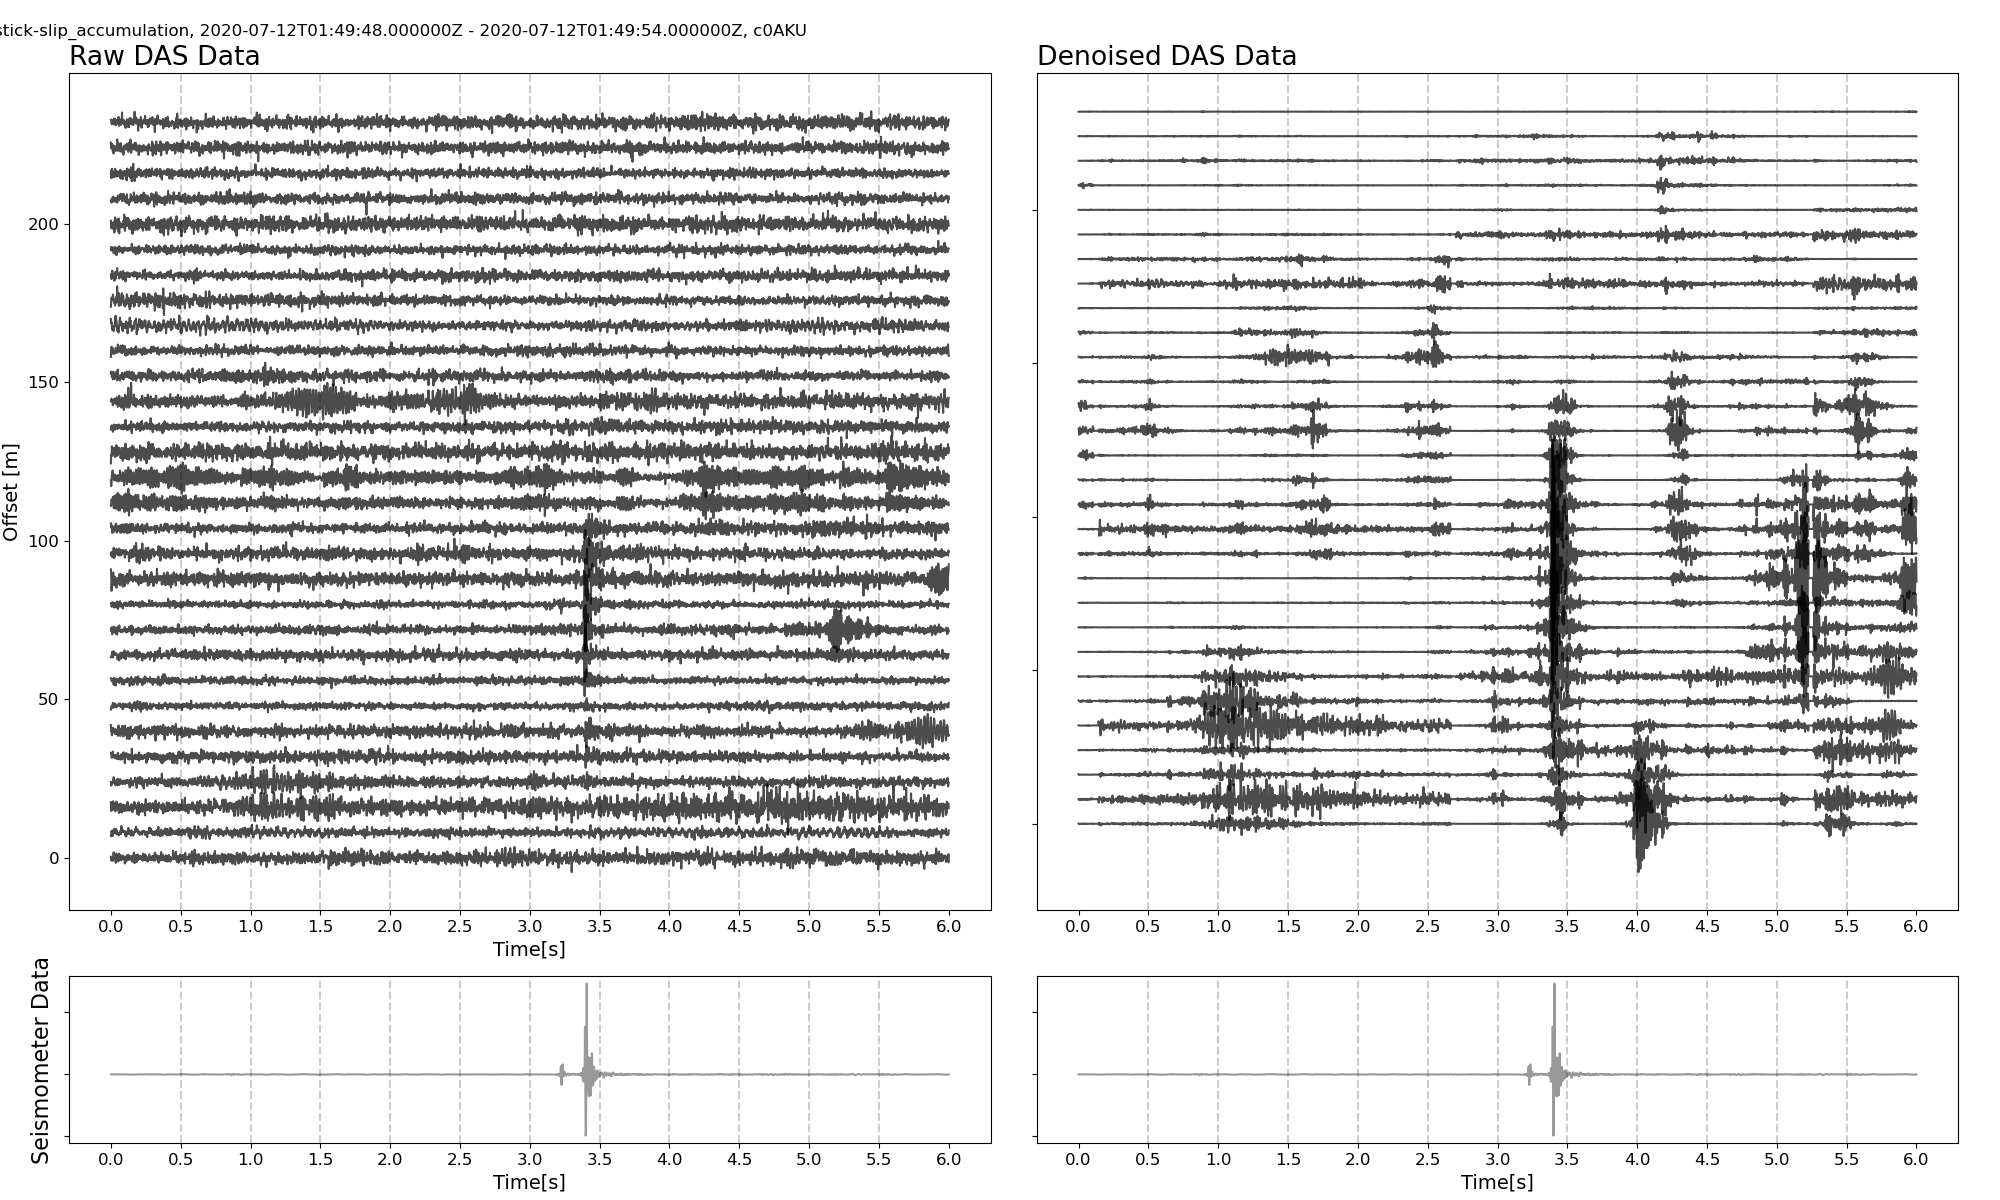 stick-slip_accumulation, 2020-07-12T01:49:48.000000Z - 2020-07-12T01:49:54.000000Z, c0AKU
Raw DAS Data
Denoised DAS Data
Offset [m]
200
150
100
50
0
0.0 0.5 1.0 1.5 2.0 2.5 3.0 3.5 4.0 4.5 5.0 5.5 6.0
Time[s]
0.0 0.5 1.0 1.5 2.0 2.5 3.0 3.5 4.0 4.5 5.0 5.5 6.0
Seismometer Data
0.0 0.5 1.0 1.5 2.0 2.5 3.0 3.5 4.0 4.5 5.0 5.5 6.0
Time[s]
0.0 0.5 1.0 1.5 2.0 2.5 3.0 3.5 4.0 4.5 5.0 5.5 6.0
Time[s]